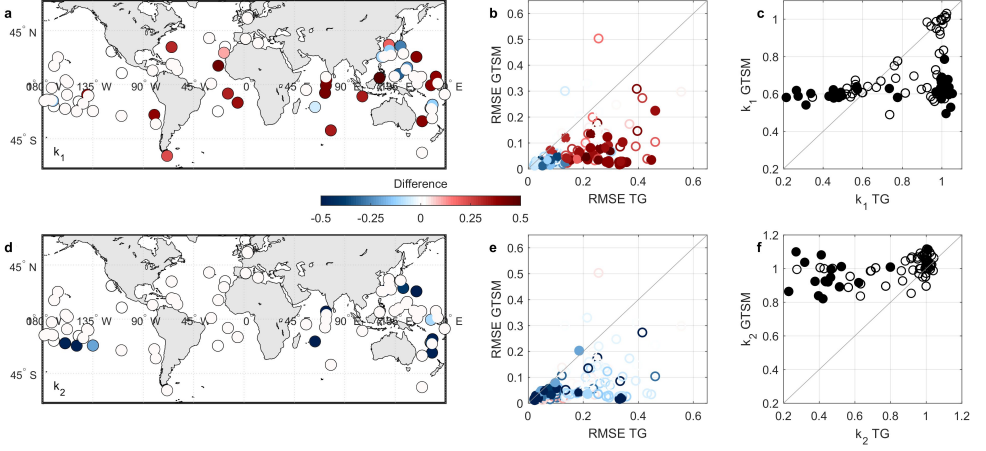 a
45° N
180° W 135° W 90° W 45° W 0° 45° E 90° E 135° E 180° E
45° S
k1
b
RMSE GTSM
0.6
0.5
0.4
0.3
0.2
0.1
0
0 0.2 0.4 0.6
RMSE TG
c
k1 GTSM
1
0.8
0.6
0.4
0.2
0.2 0.4 0.6 0.8 1
k1 TG
Difference
-0.5 -0.25 0 0.25 0.5
d
45° N
180° W 135° W 90° W 45° W 0° 45° E 90° E 135° E 180° E
45° S
k2
e
RMSE GTSM
0.6
0.5
0.4
0.3
0.2
0.1
0
0 0.2 0.4 0.6
RMSE TG
f
k2 GTSM
1.2
1
0.8
0.6
0.4
0.2
0.2 0.4 0.6 0.8 1 1.2
k2 TG